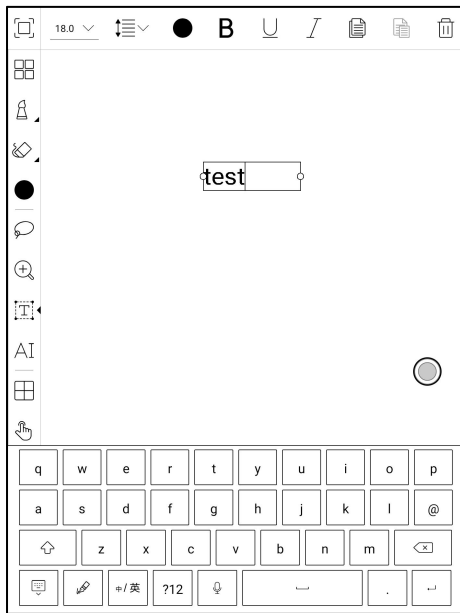 18.0 B U I
test
T
AI
q w e r t y u i o p
a s d f g h j k l @
z x c v b n m
中/英 ?12 .